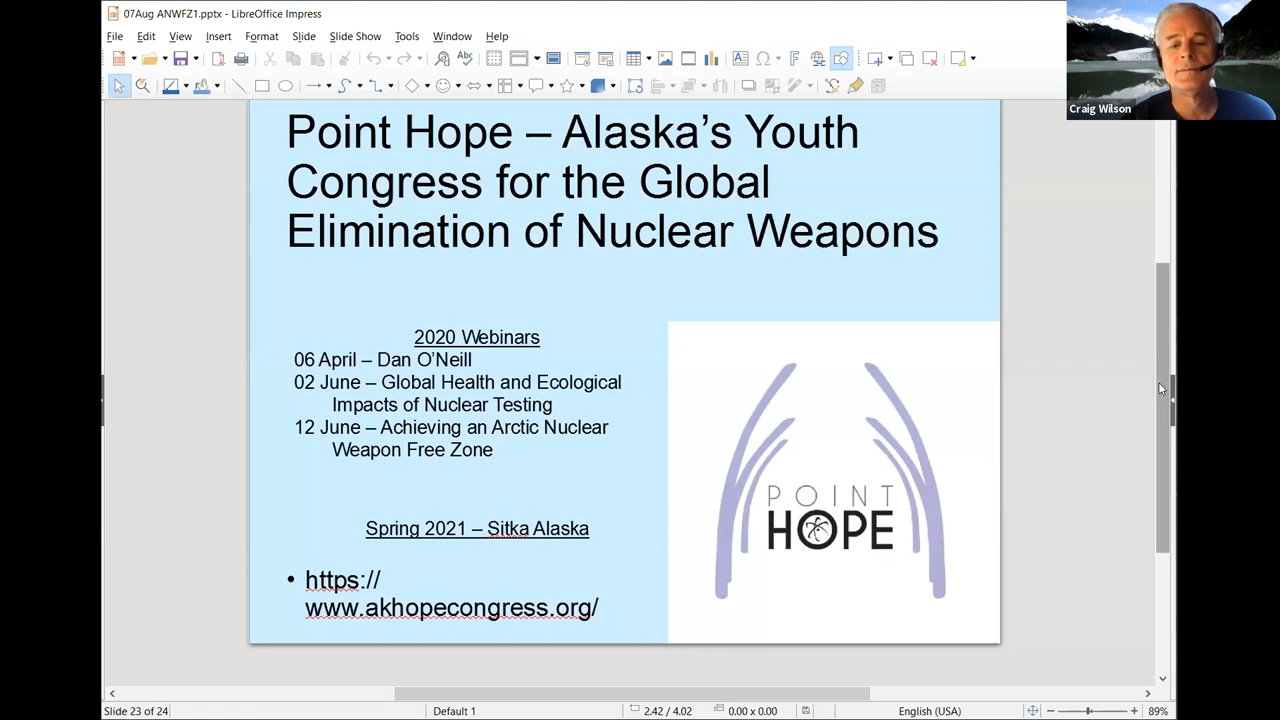 07Aug ANWFZ1.pptx - LibreOffice Impress
File Edit View Insert Format Slide Slide Show Tools Window Help
Craig Wilson
Point Hope – Alaska's Youth
Congress for the Global
Elimination of Nuclear Weapons
2020 Webinars
06 April – Dan O'Neill
02 June – Global Health and Ecological
Impacts of Nuclear Testing
12 June – Achieving an Arctic Nuclear
Weapon Free Zone
Spring 2021 – Sitka Alaska
• https://
www.akhopecongress.org/
POINT
HOPE
Slide 23 of 24 Default 1 2.42 / 4.02 0.00 x 0.00 English (USA) 89%